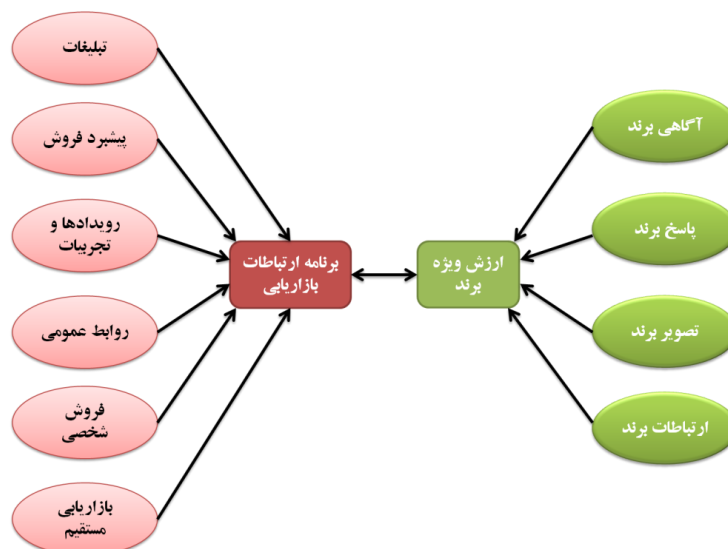 تبلیغات
پیشبرد فروش
رویدادها و
تجربیات
روابط عمومی
فروش
شخصی
بازاریابی
مستقیم
برنامه ارتباطات
بازاریابی
ارزش ویژه
برند
آگاهی برند
پاسخ برند
تصویر برند
ارتباطات برند